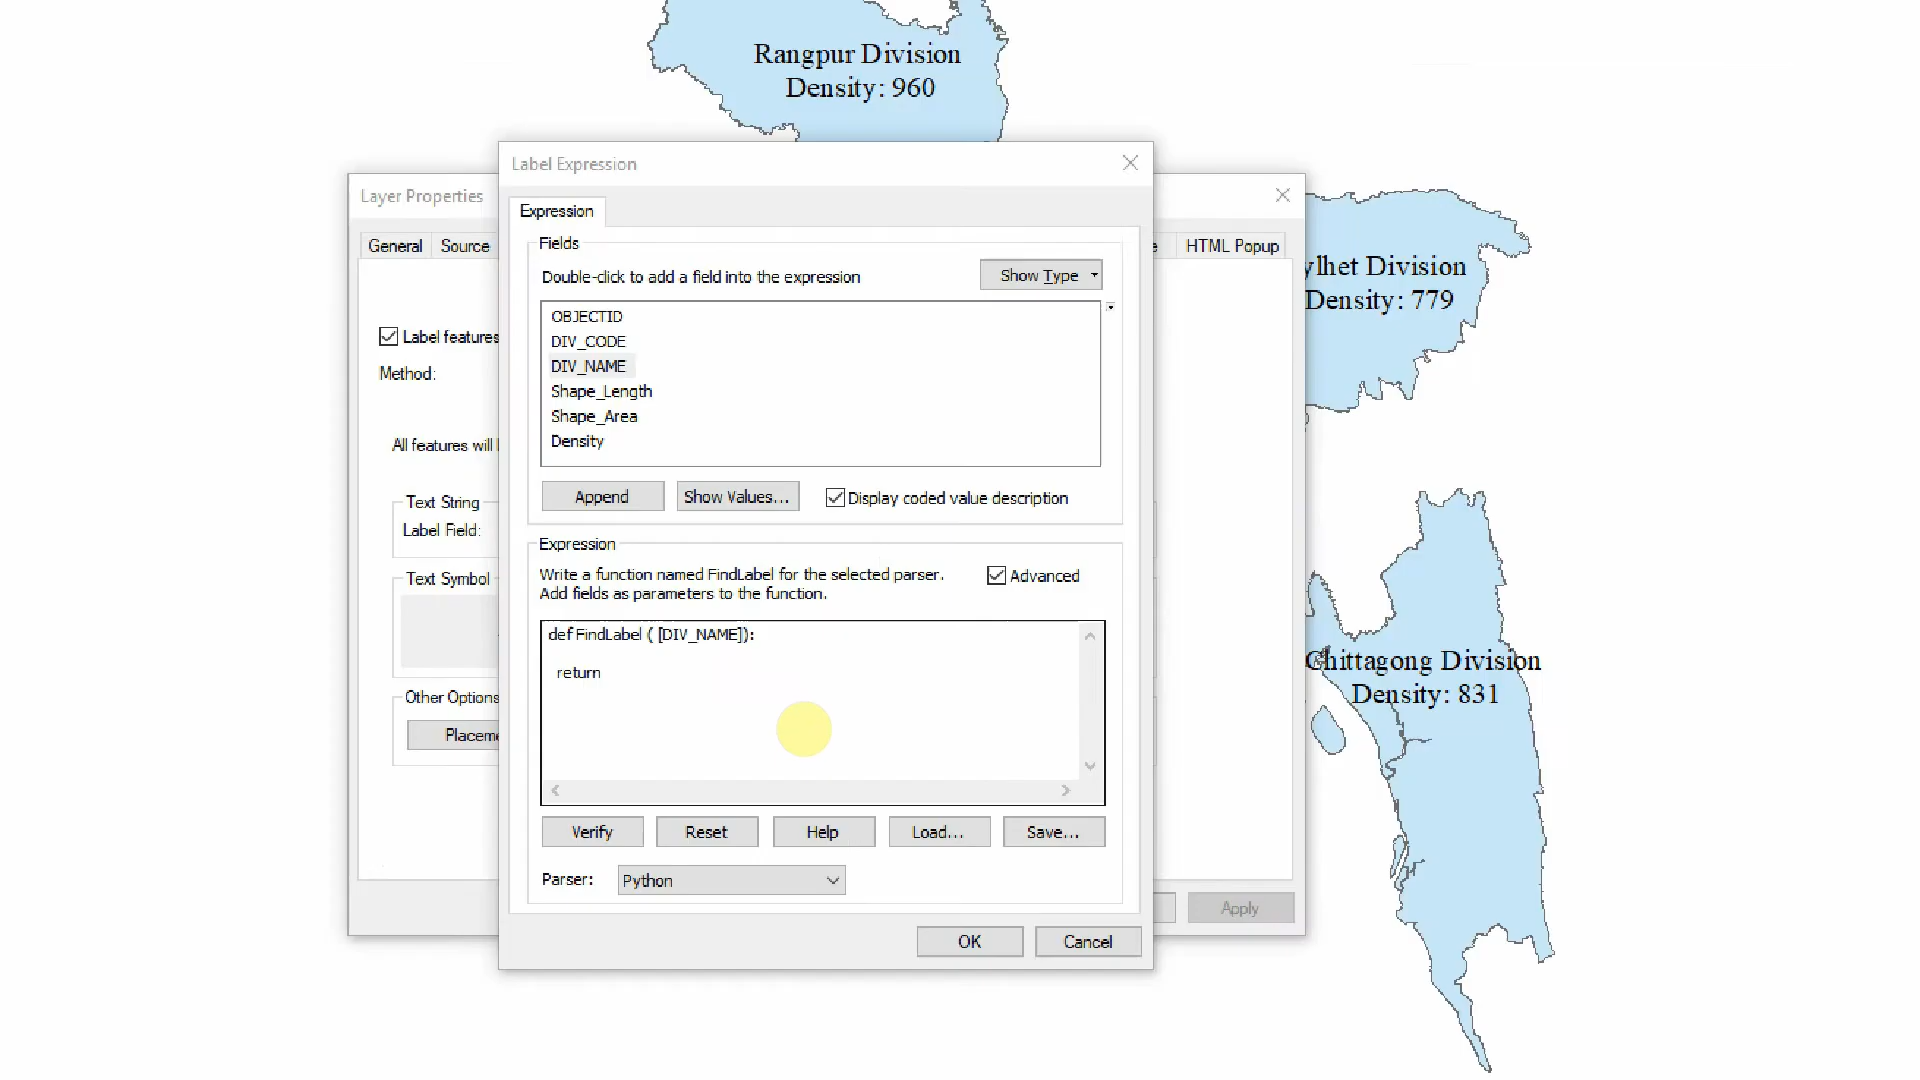 Rangpur Division
Density: 960
Label Expression
Layer Properties
Expression
General
Source
HTML Popup
Fields
Double-click to add a field into the expression
Show Type
OBJECTID
DIV_CODE
DIV_NAME
Shape_Length
Shape_Area
Density
ylhet Division
Density: 779
Label features
Method:
All features will
Append
Show Values...
Display coded value description
Text String
Label Field:
Expression
Write a function named FindLabel for the selected parser.
Add fields as parameters to the function.
Advanced
Text Symbol
def FindLabel ( [DIV_NAME]):
return
Chittagong Division
Density: 831
Other Options
Placeme
Verify
Reset
Help
Load...
Save...
Parser:
Python
Apply
OK
Cancel